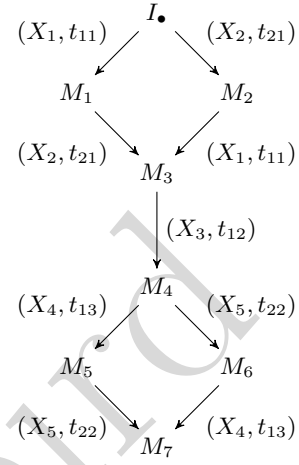 I●
(X₁, t₁₁) (X₂, t₂₁)
M₁ M₂
(X₂, t₂₁) (X₁, t₁₁)
M₃
(X₃, t₁₂)
M₄
(X₄, t₁₃) (X₅, t₂₂)
M₅ M₆
(X₅, t₂₂) (X₄, t₁₃)
M₇